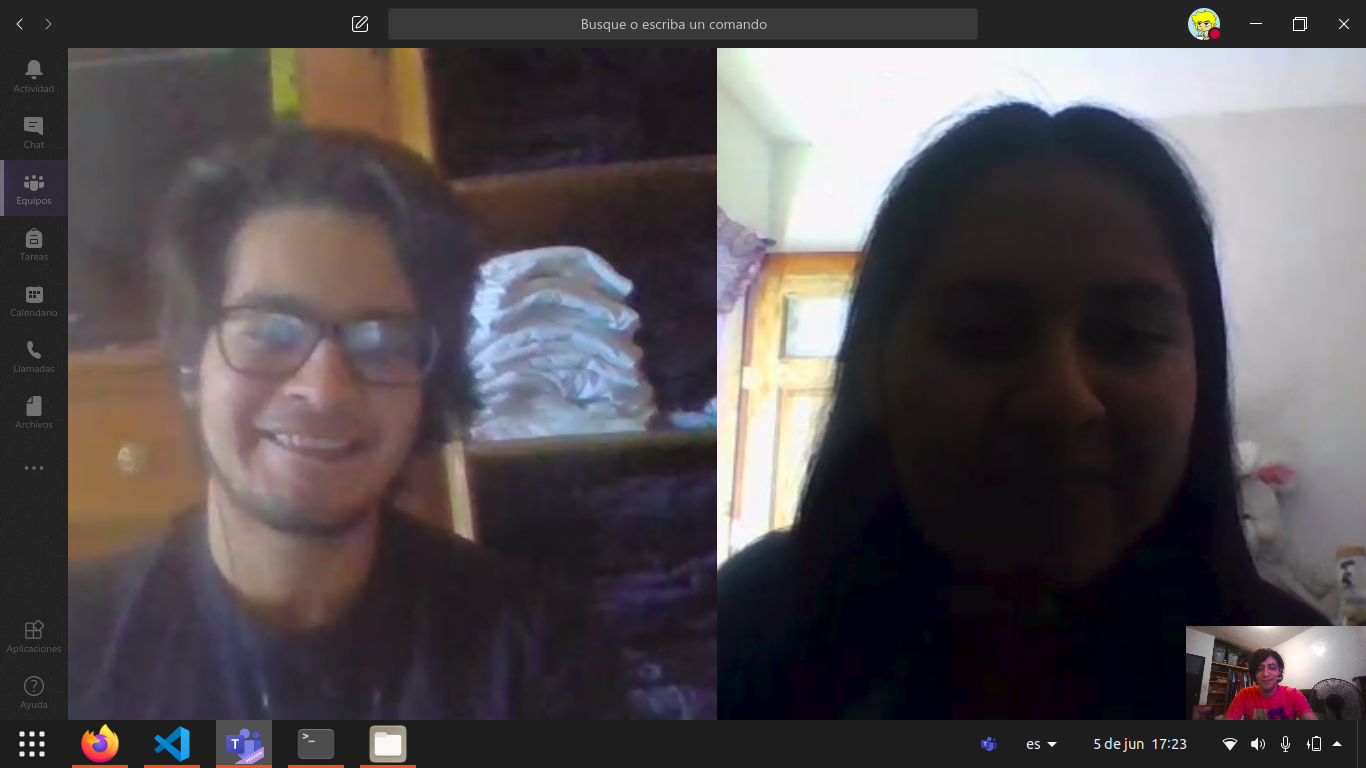 Busque o escriba un comando
Actividad
Chat
Equipos
Tareas
Calendario
Llamadas
Archivos
Aplicaciones
Ayuda
es
5 de jun 17:23